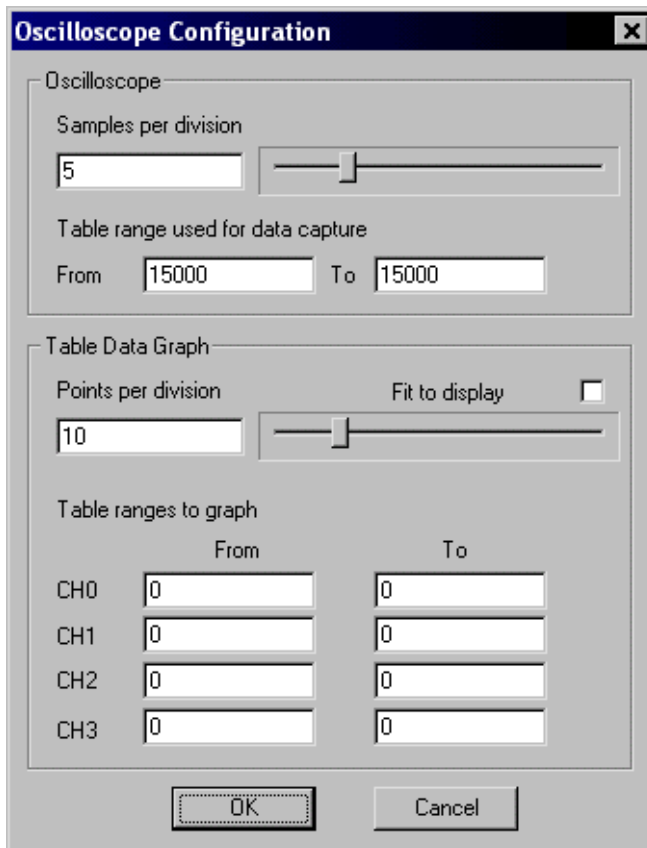 Oscilloscope Configuration
Oscilloscope
Samples per division
5
Table range used for data capture
From 15000 To 15000
Table Data Graph
Points per division Fit to display
10
Table ranges to graph
From To
CH0 0 0
CH1 0 0
CH2 0 0
CH3 0 0
OK Cancel